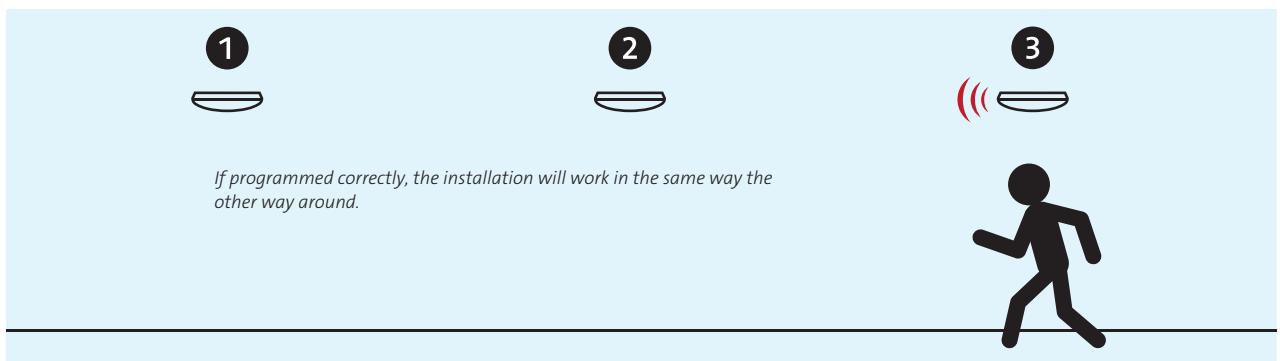 1 2 3
If programmed correctly, the installation will work in the same way the
other way around.